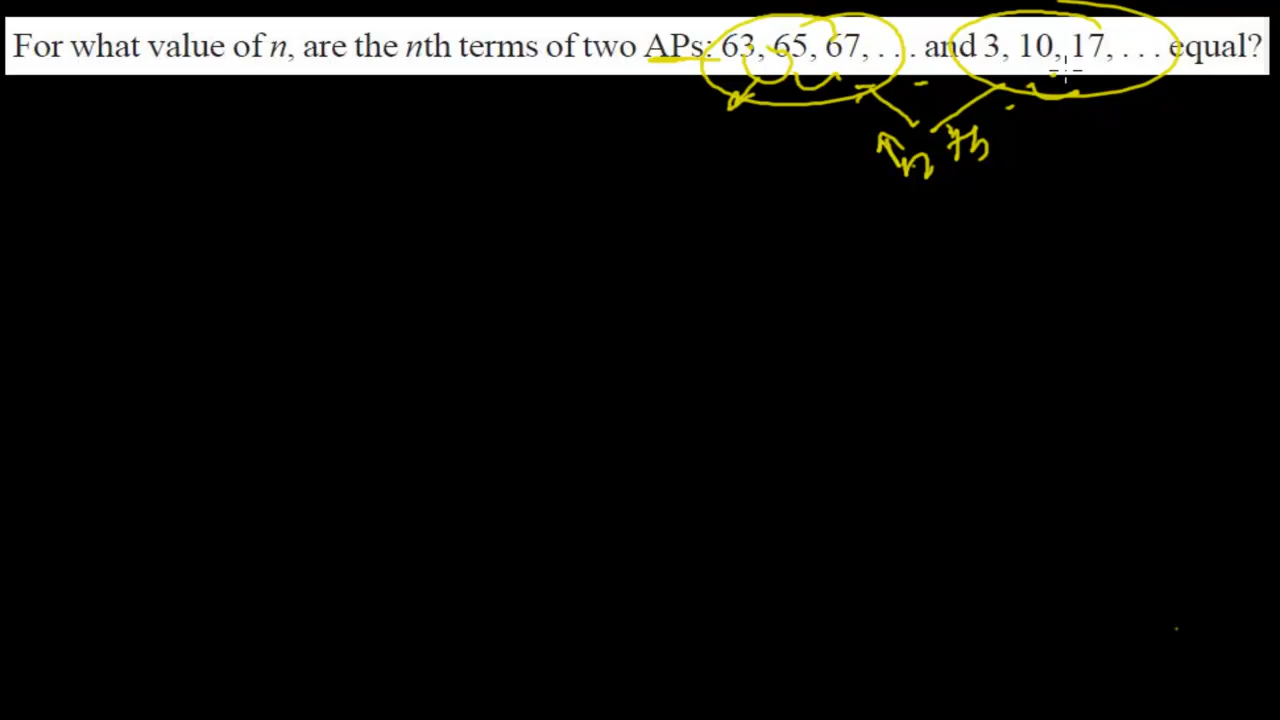 For what value of n, are the nth terms of two APs: 63, 65, 67, . . . and 3, 10, 17, . . . equal?
n th